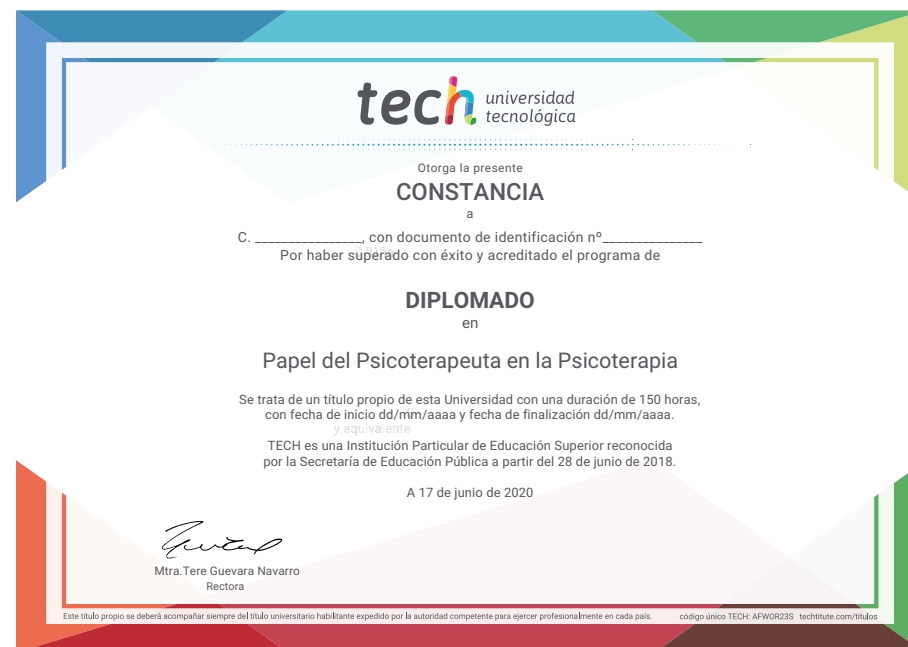 tech universidad
tecnológica
Otorga la presente
CONSTANCIA
a
C. ________________, con documento de identificación nº_______________
Por haber superado con éxito y acreditado el programa de
DIPLOMADO
en
Papel del Psicoterapeuta en la Psicoterapia
Se trata de un título propio de esta Universidad con una duración de 150 horas,
con fecha de inicio dd/mm/aaaa y fecha de finalización dd/mm/aaaa.
y equivalente
TECH es una Institución Particular de Educación Superior reconocida
por la Secretaría de Educación Pública a partir del 28 de junio de 2018.
A 17 de junio de 2020
Mtra.Tere Guevara Navarro
Rectora
Este título propio se deberá acompañar siempre del título universitario habilitante expedido por la autoridad competente para ejercer profesionalmente en cada país.
código único TECH: AFWOR23S techtitute.com/titulos